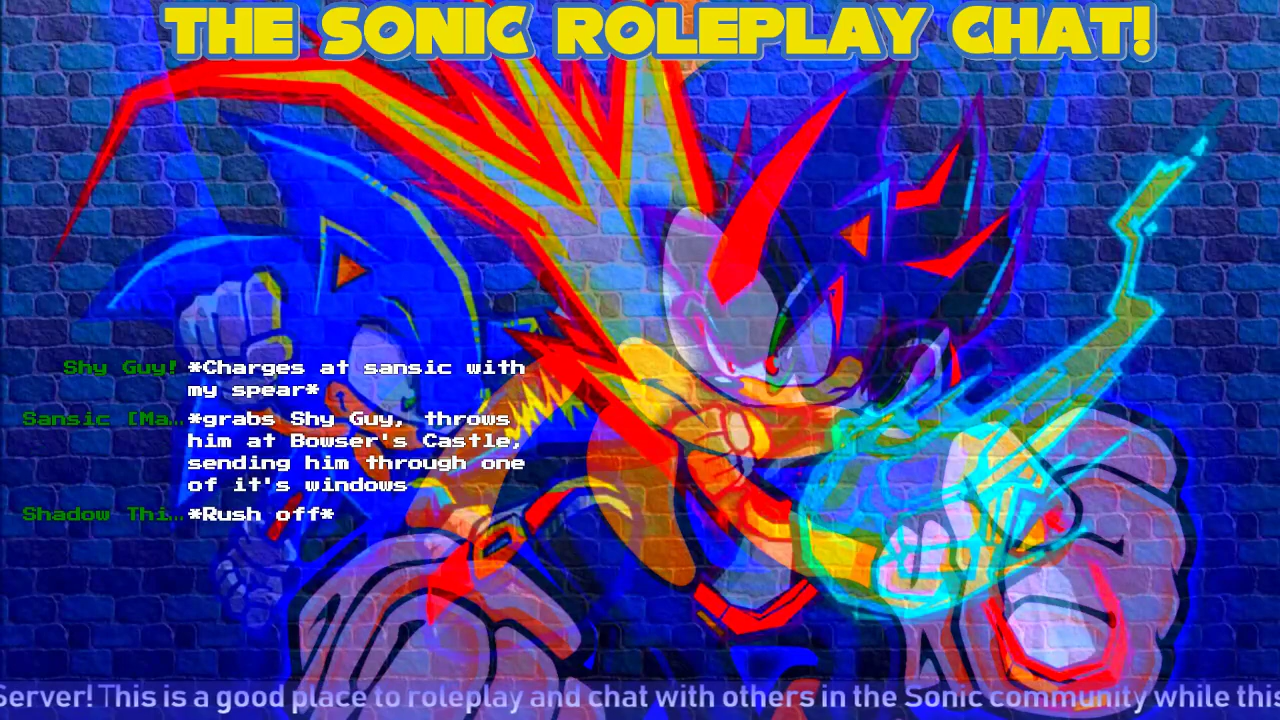 THE SONIC ROLEPLAY CHAT!
Shy Guy! *Charges at sansic with
my spear*
Sansic [Ma… *grabs Shy Guy, throws
him at Bowser's Castle,
sending him through one
of it's windows
Shadow Thi… *Rush off*
Server! This is a good place to roleplay and chat with others in the Sonic community while this